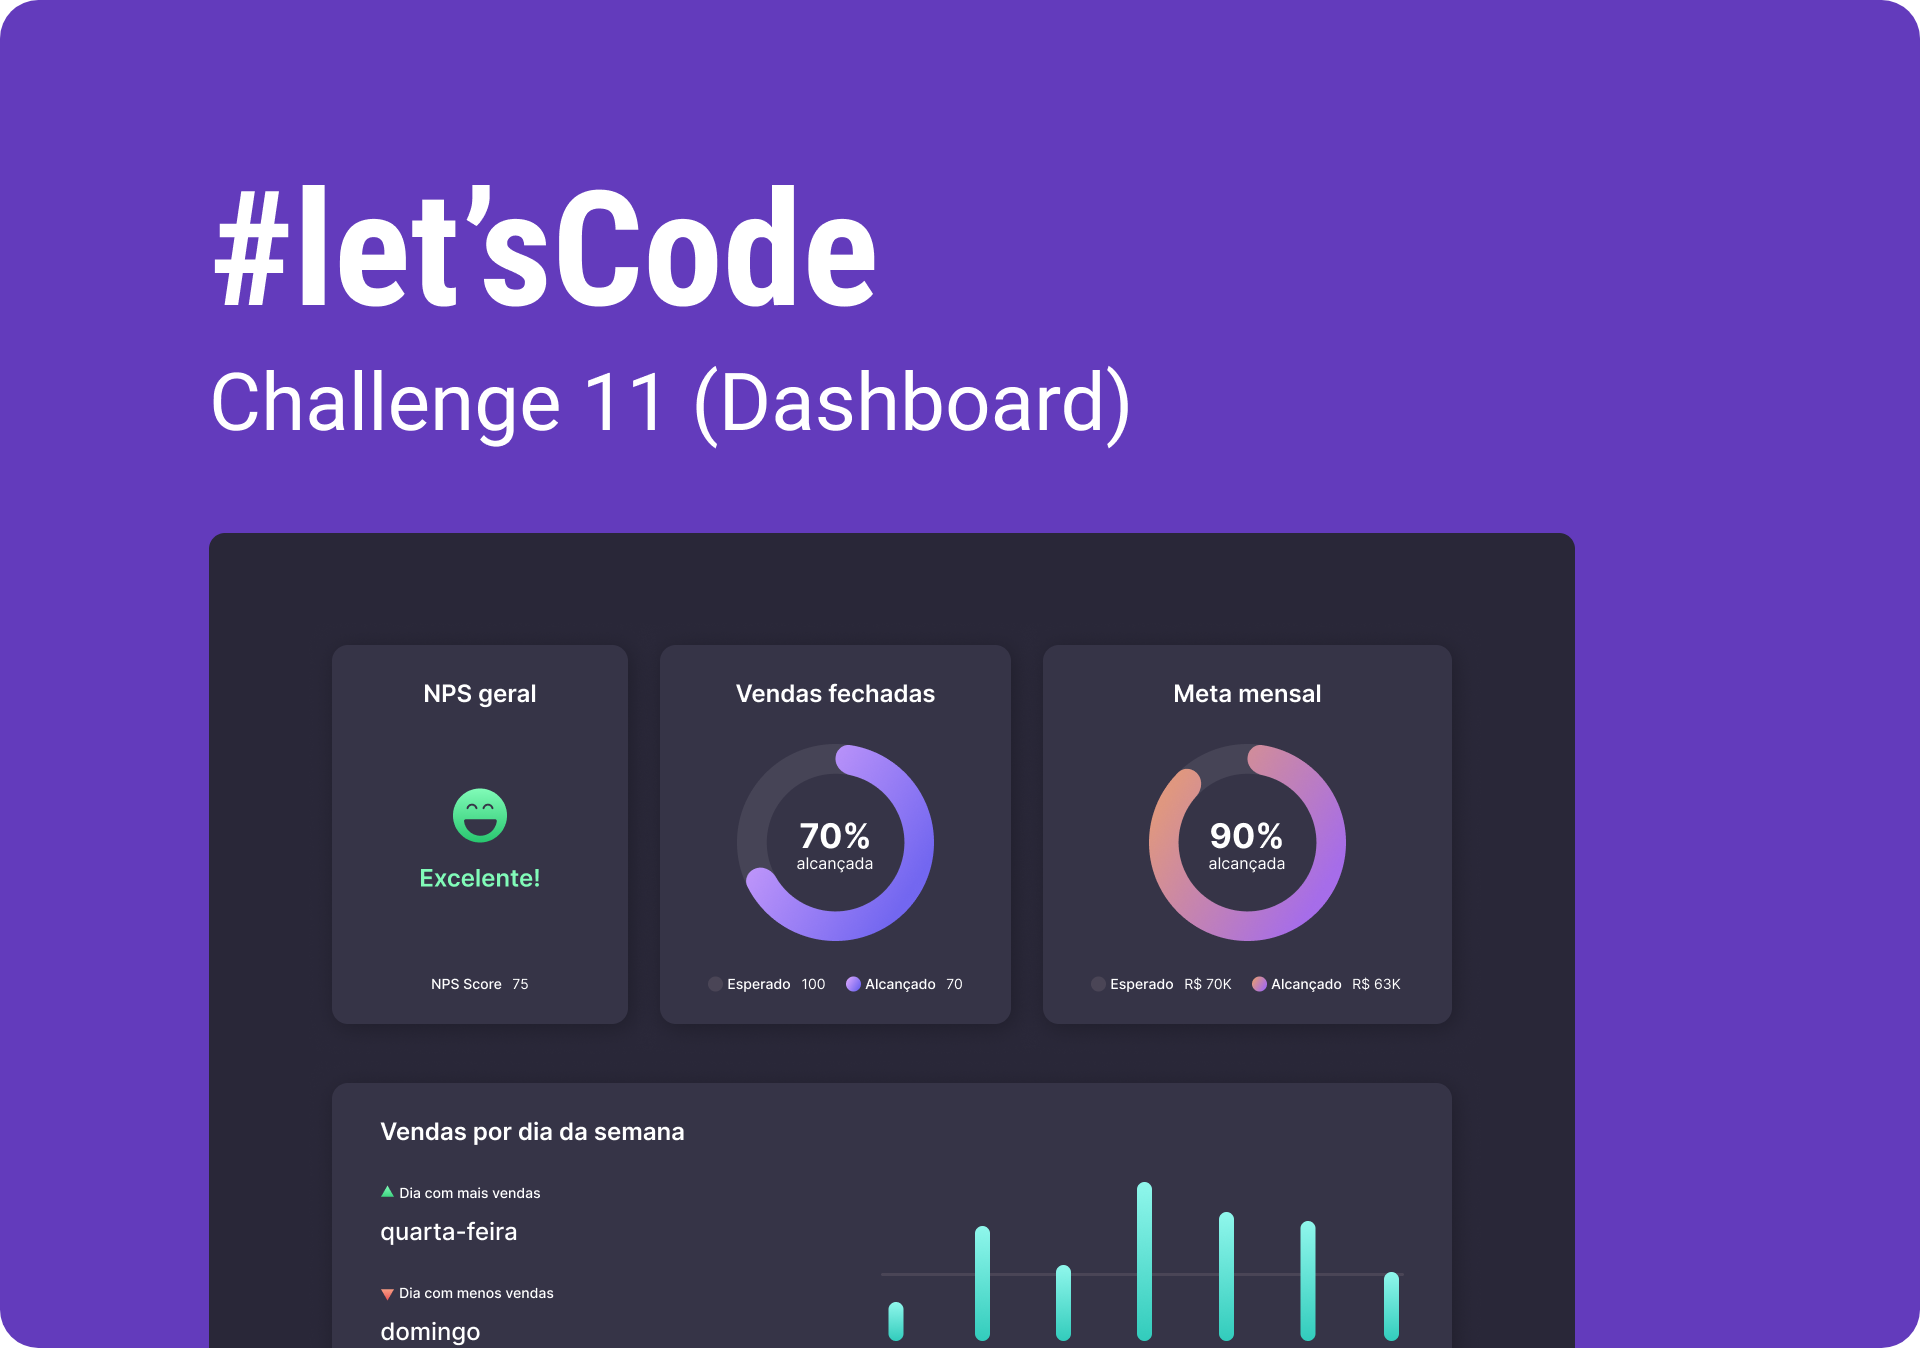 #let’sCode
Challenge 11 (Dashboard)
NPS geral
Excelente!
NPS Score 75
Vendas fechadas
70%
alcançada
Esperado 100 Alcançado 70
Meta mensal
90%
alcançada
Esperado R$ 70K Alcançado R$ 63K
Vendas por dia da semana
Dia com mais vendas
quarta-feira
Dia com menos vendas
domingo